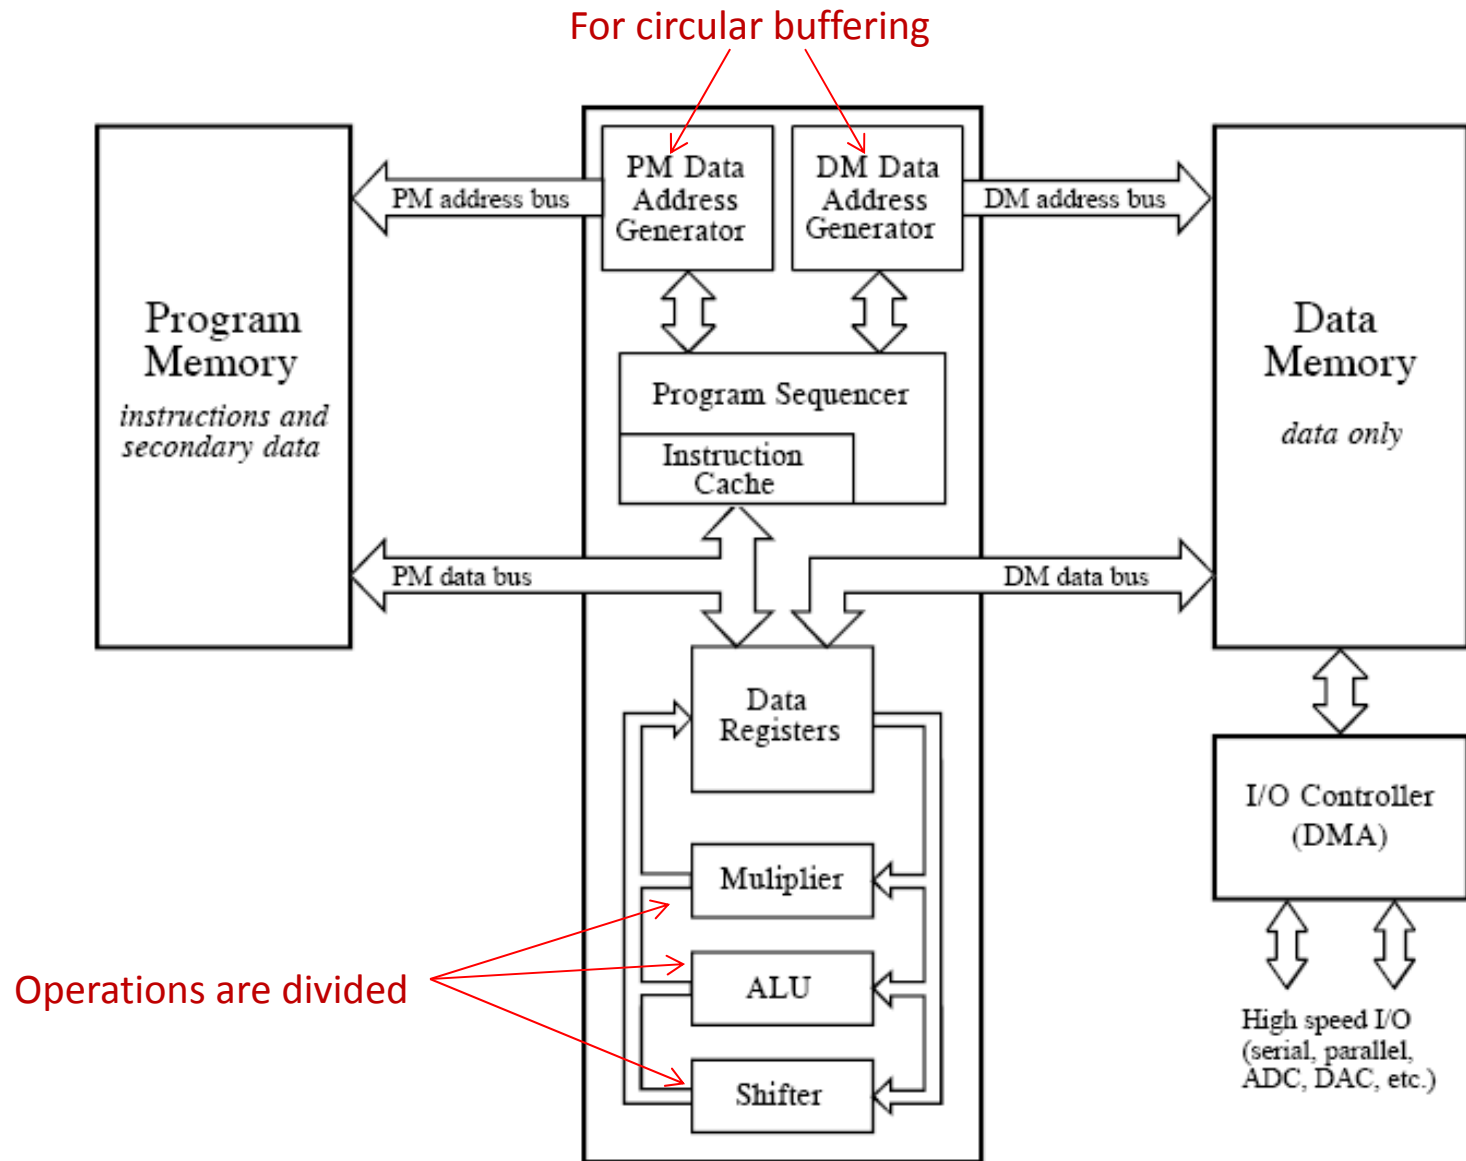 For circular buffering
PM Data
Address
Generator
DM Data
Address
Generator
PM address bus
DM address bus
Program
Memory
instructions and
secondary data
Program Sequencer
Instruction
Cache
Data
Memory
data only
PM data bus
DM data bus
Data
Registers
I/O Controller
(DMA)
Muliplier
Operations are divided
ALU
Shifter
High speed I/O
(serial, parallel,
ADC, DAC, etc.)